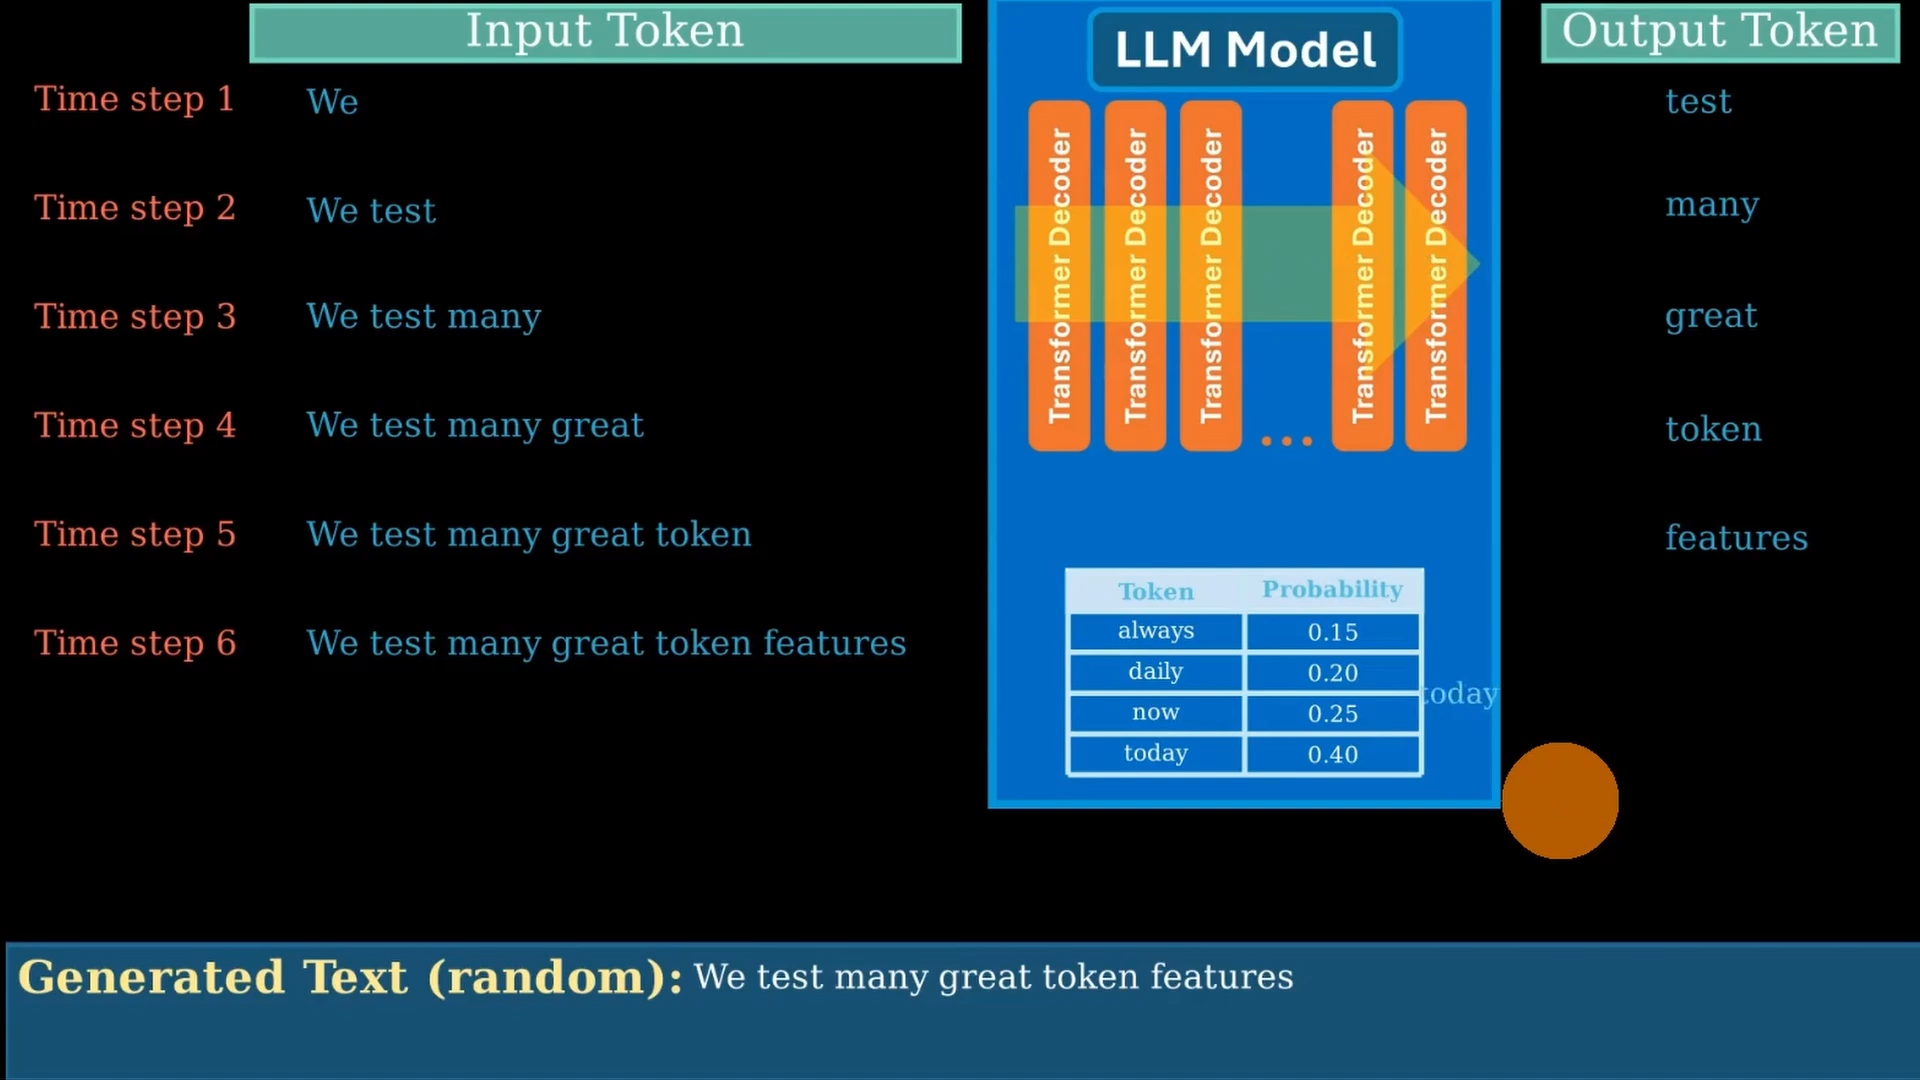 Input Token
LLM Model
Output Token
Time step 1 We test
Time step 2 We test many
Time step 3 We test many great
Time step 4 We test many great token
Time step 5 We test many great token features
Time step 6 We test many great token features
Transformer Decoder
Transformer Decoder
Transformer Decoder
...
Transformer Decoder
Transformer Decoder
Token Probability
always 0.15
daily 0.20
now 0.25
today 0.40
today
Generated Text (random): We test many great token features